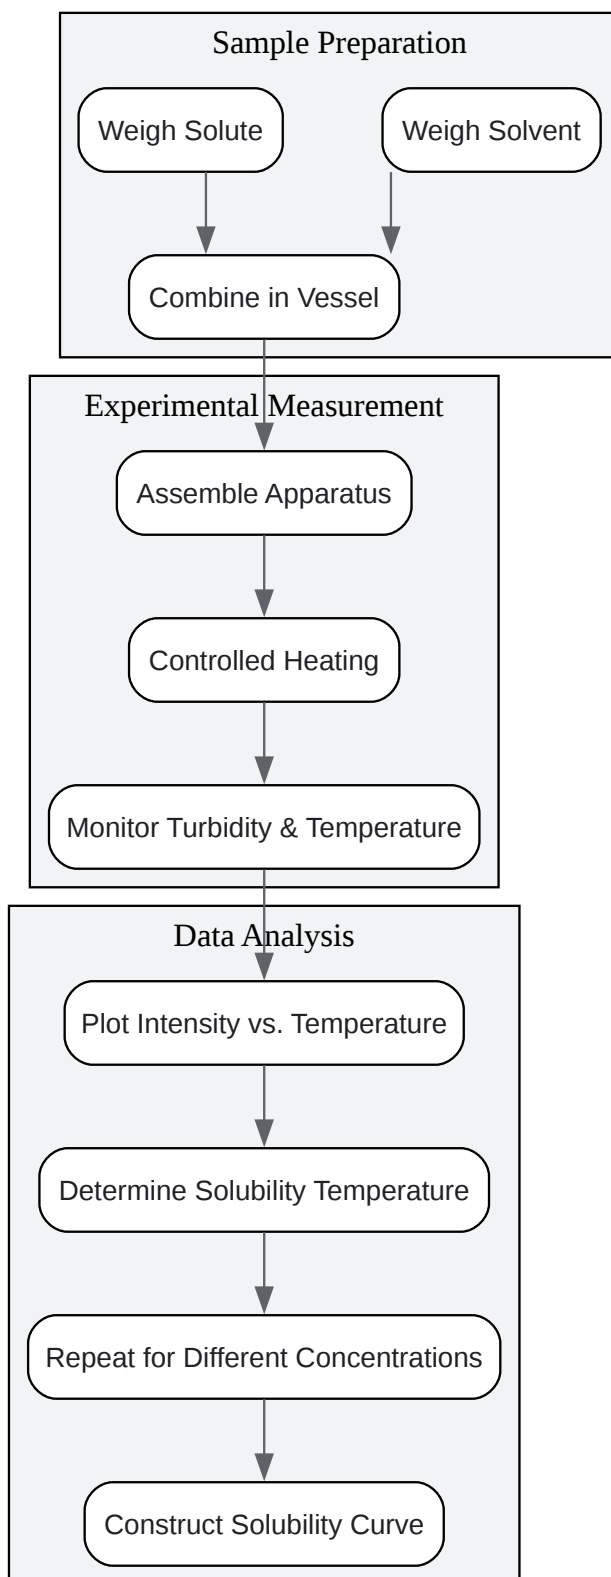 Sample Preparation
Weigh Solute
Weigh Solvent
Combine in Vessel
Experimental Measurement
Assemble Apparatus
Controlled Heating
Monitor Turbidity & Temperature
Data Analysis
Plot Intensity vs. Temperature
Determine Solubility Temperature
Repeat for Different Concentrations
Construct Solubility Curve